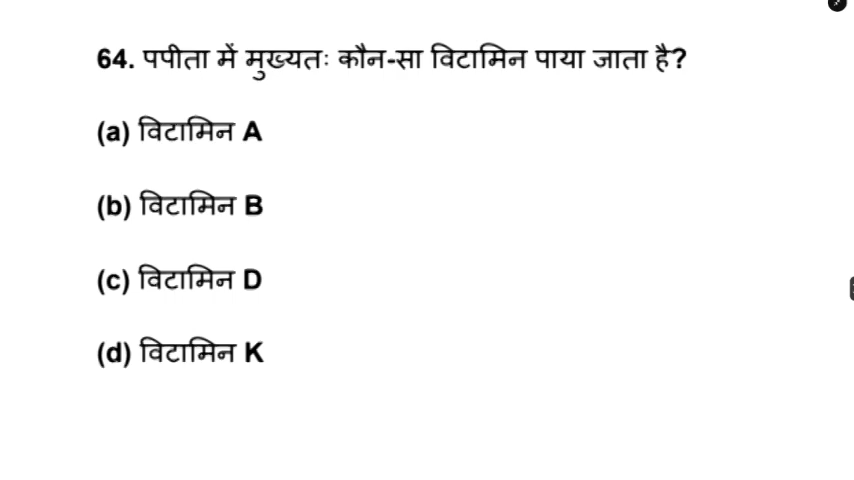 64. पपीता में मुख्यतः कौन-सा विटामिन पाया जाता है?
(a) विटामिन A
(b) विटामिन B
(c) विटामिन D
(d) विटामिन K